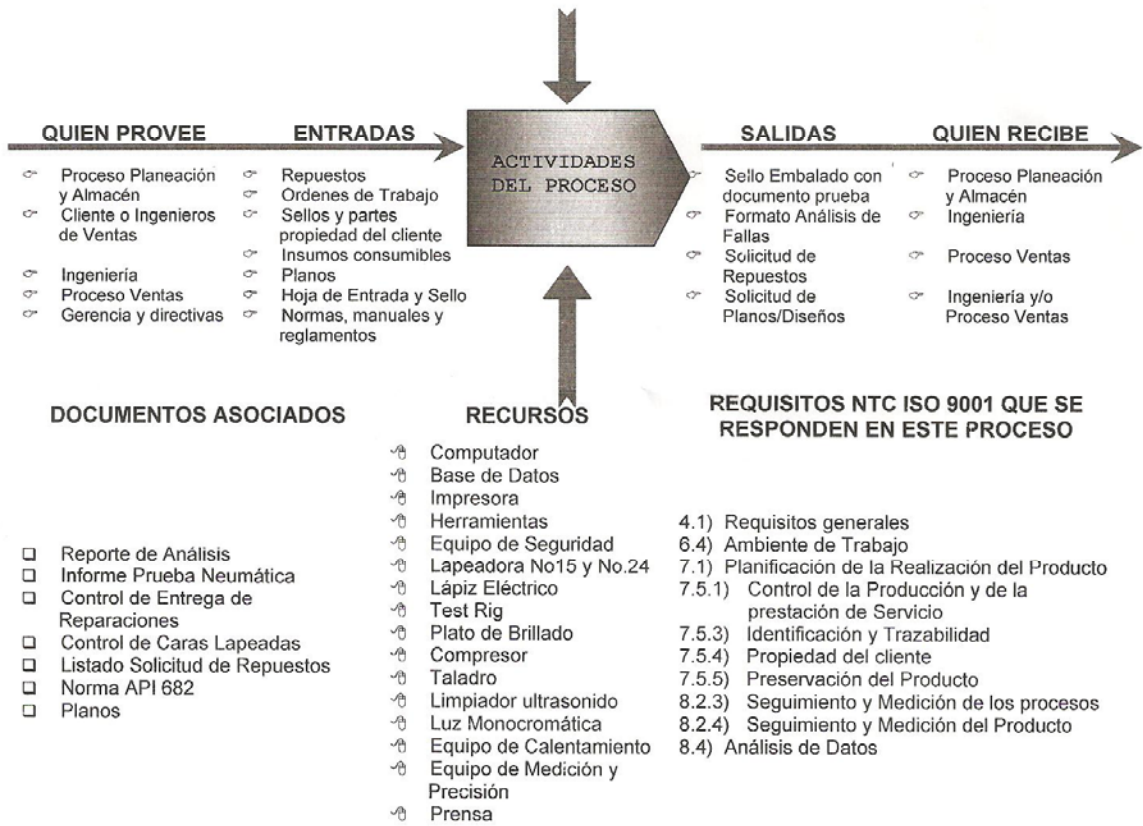 QUIEN PROVEE
Proceso Planeación
y Almacén
Cliente o Ingenieros
de Ventas
Ingeniería
Proceso Ventas
Gerencia y directivas
ENTRADAS
Repuestos
Ordenes de Trabajo
Sellos y partes
propiedad del cliente
Insumos consumibles
Planos
Hoja de Entrada y Sello
Normas, manuales y
reglamentos
ACTIVIDADES
DEL PROCESO
SALIDAS
Sello Embalado con
documento prueba
Formato Análisis de
Fallas
Solicitud de
Repuestos
Solicitud de
Planos/Diseños
QUIEN RECIBE
Proceso Planeación
y Almacén
Ingeniería
Proceso Ventas
Ingeniería y/o
Proceso Ventas
DOCUMENTOS ASOCIADOS
Reporte de Análisis
Informe Prueba Neumática
Control de Entrega de
Reparaciones
Control de Caras Lapeadas
Listado Solicitud de Repuestos
Norma API 682
Planos
RECURSOS
Computador
Base de Datos
Impresora
Herramientas
Equipo de Seguridad
Lapeadora No15 y No.24
Lápiz Eléctrico
Test Rig
Plato de Brillado
Compresor
Taladro
Limpiador ultrasonido
Luz Monocromática
Equipo de Calentamiento
Equipo de Medición y
Precisión
Prensa
REQUISITOS NTC ISO 9001 QUE SE
RESPONDEN EN ESTE PROCESO
4.1) Requisitos generales
6.4) Ambiente de Trabajo
7.1) Planificación de la Realización del Producto
7.5.1) Control de la Producción y de la
prestación de Servicio
7.5.3) Identificación y Trazabilidad
7.5.4) Propiedad del cliente
7.5.5) Preservación del Producto
8.2.3) Seguimiento y Medición de los procesos
8.2.4) Seguimiento y Medición del Producto
8.4) Análisis de Datos